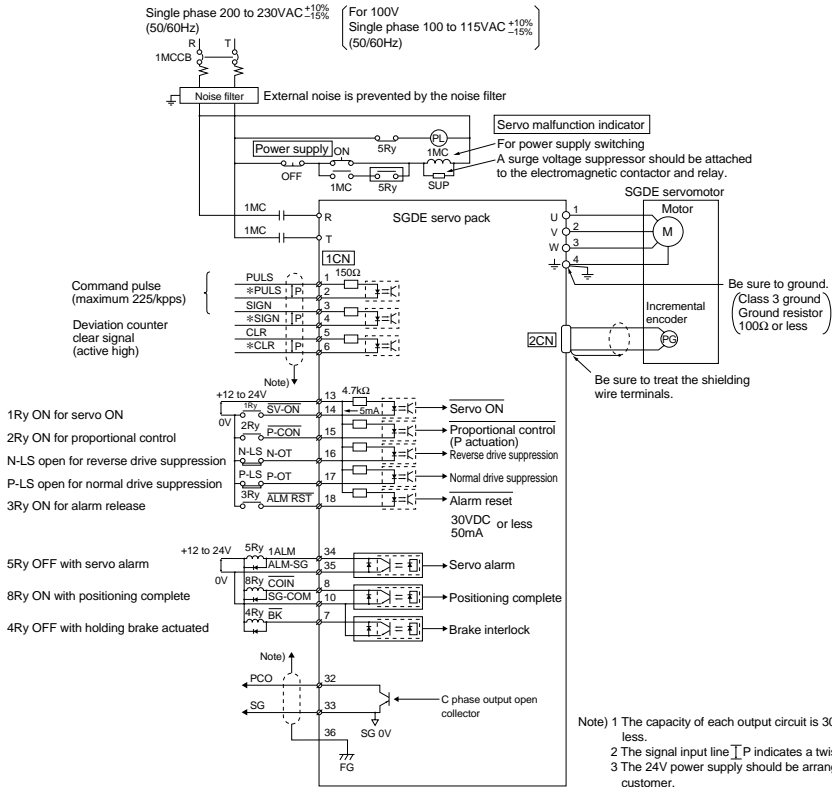 Single phase 200 to 230VAC +10% −15%
(50/60Hz)
For 100V
Single phase 100 to 115VAC +10% −15%
(50/60Hz)
R T
1MCCB
Noise filter
External noise is prevented by the noise filter
Servo malfunction indicator
5Ry
PL
1MC
For power supply switching
Power supply
ON
OFF
1MC
5Ry
SUP
A surge voltage suppressor should be attached
to the electromagnetic contactor and relay.
SGDE servomotor
1MC
R
SGDE servo pack
1MC
T
U 1
V 2
W 3
4
Motor
M
1CN
150Ω
Command pulse
(maximum 225/kpps)
PULS 1
*PULS P 2
SIGN 3
*SIGN P 4
Deviation counter
clear signal
(active high)
CLR 5
*CLR P 6
Be sure to ground.
Class 3 ground
Ground resistor
100Ω or less
Incremental
encoder
PG
2CN
Note)
Be sure to treat the shielding
wire terminals.
+12 to 24V
0V
13 4.7kΩ
5mA
1Ry ON for servo ON
1Ry SV-ON 14
Servo ON
2Ry ON for proportional control
2Ry P-CON 15
Proportional control
(P actuation)
N-LS open for reverse drive suppression
N-LS N-OT 16
Reverse drive suppression
P-LS open for normal drive suppression
P-LS P-OT 17
Normal drive suppression
3Ry ON for alarm release
3Ry ALM RST 18
Alarm reset
30VDC
50mA
or less
+12 to 24V
0V
5Ry OFF with servo alarm
5Ry 1ALM 34
ALM-SG 35
Servo alarm
8Ry ON with positioning complete
8Ry COIN 8
SG-COM 10
Positioning complete
4Ry OFF with holding brake actuated
4Ry BK 7
Brake interlock
Note)
PCO 32
C phase output open
collector
SG 33
SG 0V
36
FG
Note) 1 The capacity of each output circuit is 30
less.
2 The signal input line P indicates a twis
3 The 24V power supply should be arrang
customer.